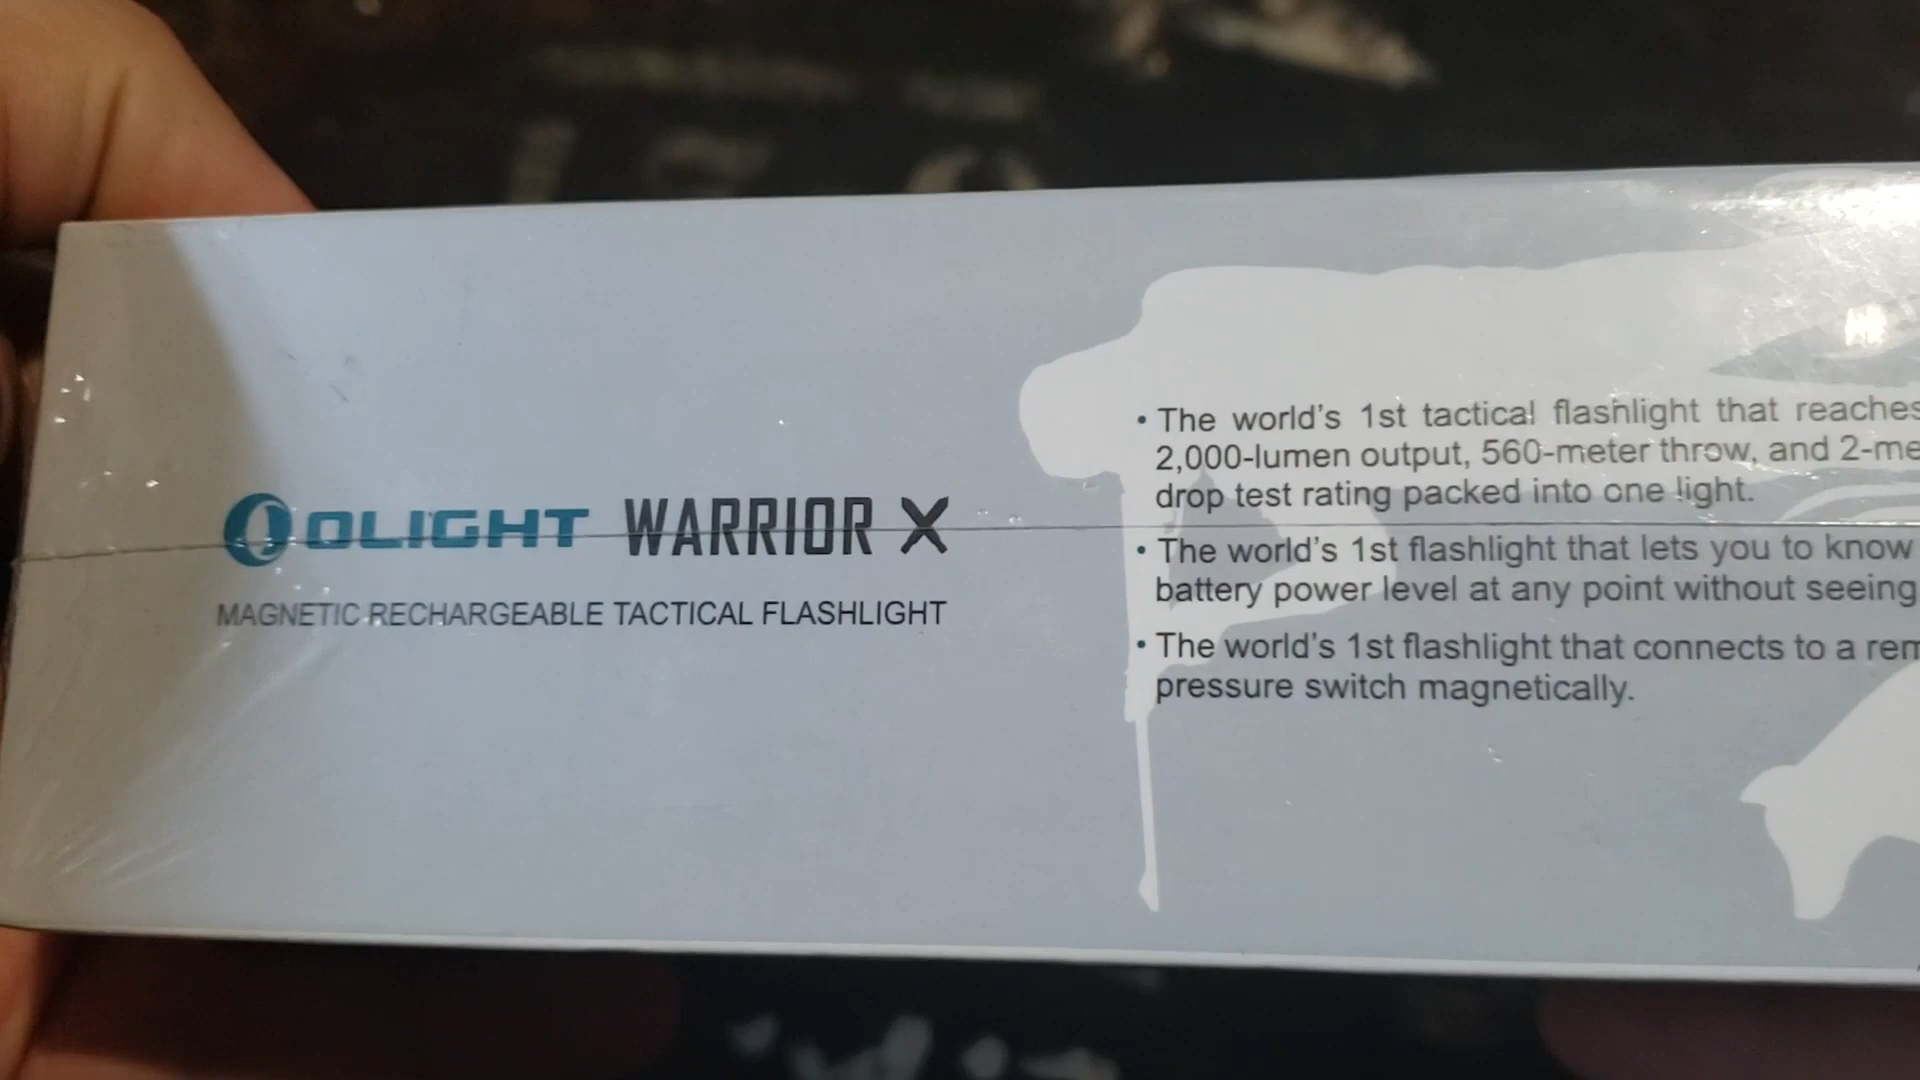 OLIGHT WARRIOR X
MAGNETIC RECHARGEABLE TACTICAL FLASHLIGHT
• The world's 1st tactical flashlight that reaches
2,000-lumen output, 560-meter throw, and 2-me
drop test rating packed into one light.
• The world's 1st flashlight that lets you to know
battery power level at any point without seeing
• The world's 1st flashlight that connects to a rem
pressure switch magnetically.